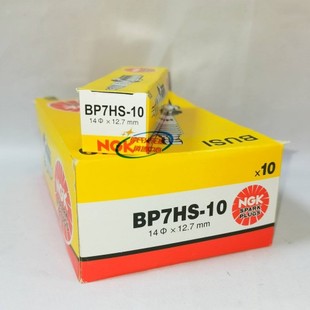 BP7HS-10
14Φ × 12.7 mm
NGK
BUSI
x10
BP7HS-10
14Φ × 12.7 mm
NGK
SPARK
PLUGS